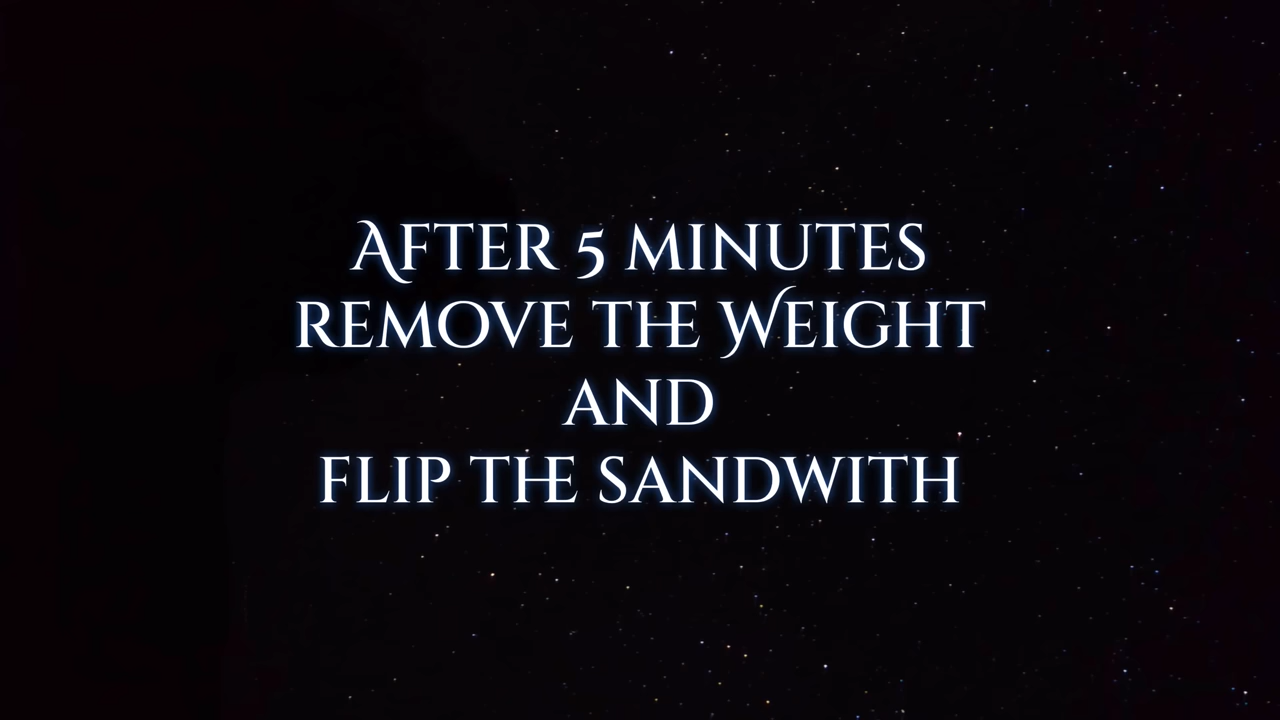 After 5 minutes
remove the Weight
and
flip the sandwith